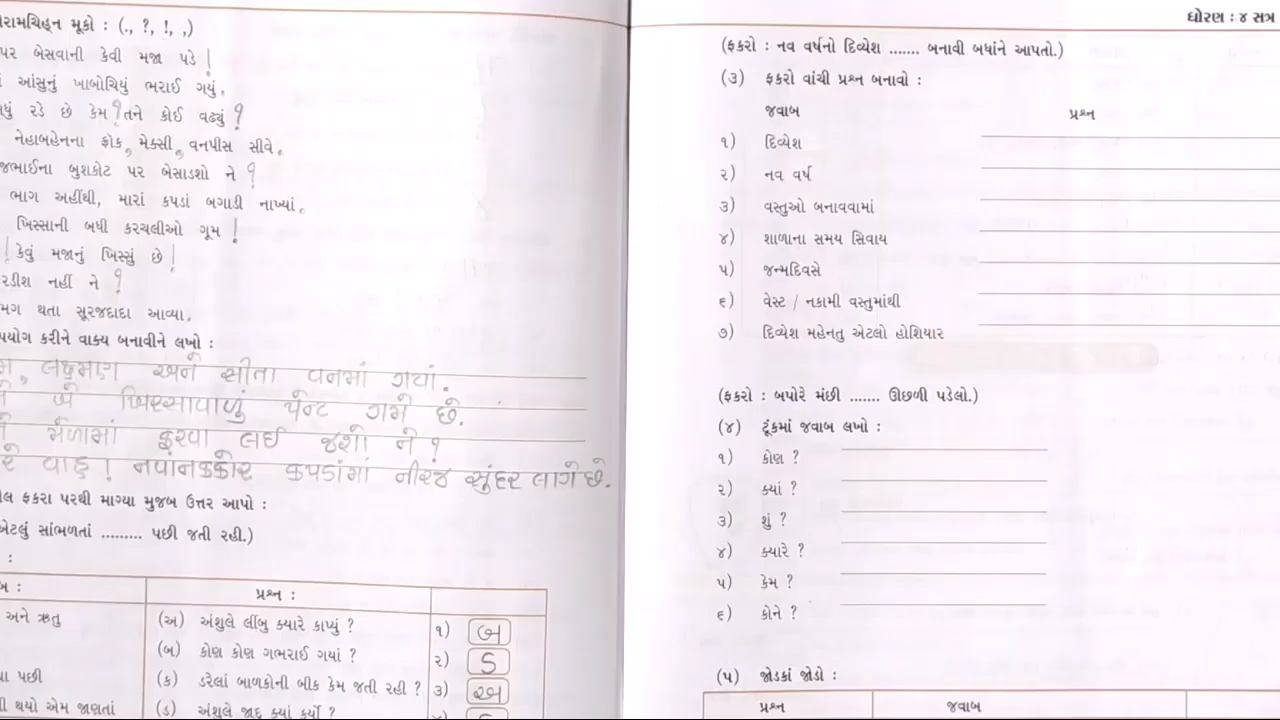 રામચિહ્ન મૂકો : (., ?, !, ,)
પર બેસવાની કેવી મજા પડે !
આંસુનું ખાબોચિયું ભરાઈ ગયું.
રડે છે કેમ ? તને કોઈ વઢ્યું ?
નેહાબહેનના ફ્રોક, મેક્સી, વનપીસ સીવે.
બુશકોટ પર બેસાડશો ને ?
ભાગ અહીંથી, મારાં કપડાં બગાડી નાખ્યાં.
ખિસ્સાની બધી કરચલીઓ ગૂમ !
! કેવું મજાનું ખિસ્સું છે !
રડીશ નહીં ને ?
થતા સૂરજદાદા આવ્યા.
કરીને વાક્ય બનાવીને લખો :
લક્ષ્મણ અને સીતા વનમાં ગયાં.
બે ખિસ્સાવાળું પેન્ટ ગમે છે.
મેળામાં ફરવા લઈ જશો ને ?
વાહ ! નવાનક્કોર કપડાંમાં નીરજ સુંદર લાગે છે.
ફકરા પરથી માગ્યા મુજબ ઉત્તર આપો :
એટલું સાંભળતાં ......... પછી જતી રહી.)
:
પ્રશ્ન :
અને ઋતુ (અ) અંશુલે લીંબુ ક્યારે કાપ્યું ? ૧) બ
(બ) કોણ કોણ ગભરાઈ ગયાં ? ૨) ડ
પછી (ક) ડરેલાં બાળકોની બીક કેમ જતી રહી ? ૩) અ
થયો એમ જાણતાં (ડ) અંશુલે જાદુ ક્યાં કર્યો ?
ધોરણ : ૪ સત્ર
(ફકરો : નવ વર્ષનો દિવ્યેશ ....... બનાવી બધાંને આપતો.)
(૩) ફકરો વાંચી પ્રશ્ન બનાવો :
જવાબ પ્રશ્ન
૧) દિવ્યેશ
૨) નવ વર્ષ
૩) વસ્તુઓ બનાવવામાં
૪) શાળાના સમય સિવાય
૫) જન્મદિવસે
૬) વેસ્ટ / નકામી વસ્તુમાંથી
૭) દિવ્યેશ મહેનતુ એટલો હોશિયાર
(ફકરો : બપોરે મંછી ....... ઊછળી પડેલો.)
(૪) ટૂંકમાં જવાબ લખો :
૧) કોણ ?
૨) ક્યાં ?
૩) શું ?
૪) ક્યારે ?
૫) કેમ ?
૬) કોને ?
(૫) જોડકાં જોડો :
પ્રશ્ન જવાબ